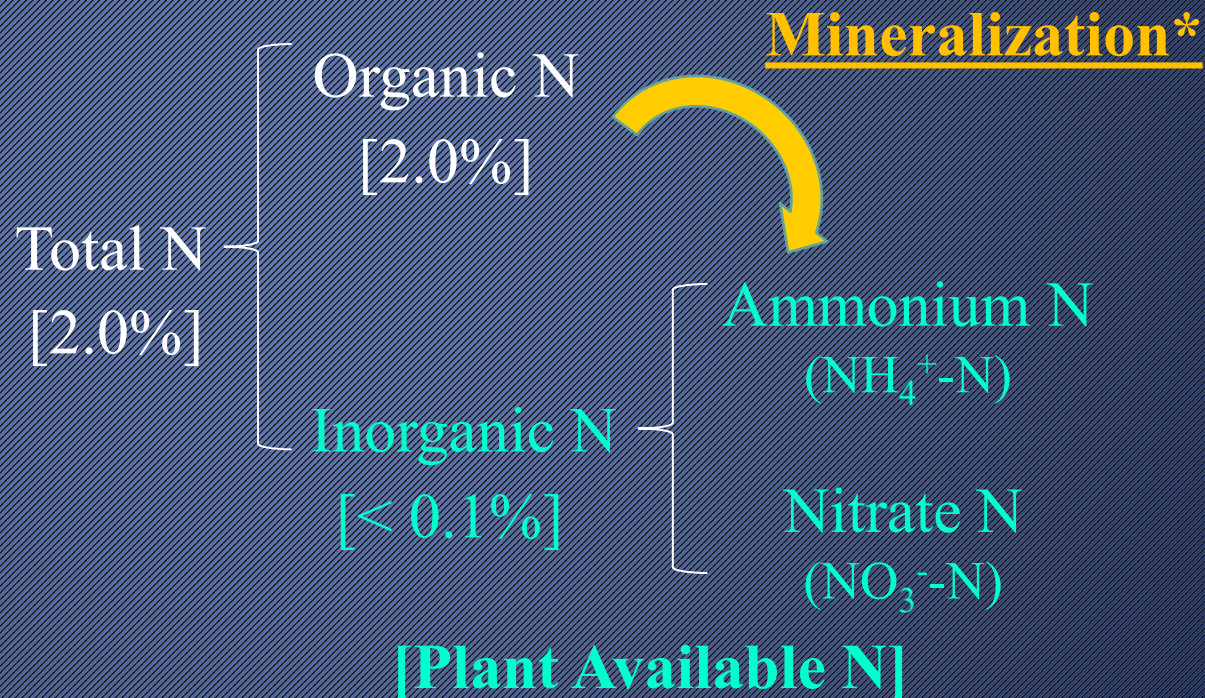 Mineralization*
Organic N
[2.0%]
Total N
[2.0%]
Ammonium N
(NH₄⁺-N)
Inorganic N
[< 0.1%]
Nitrate N
(NO₃⁻-N)
[Plant Available N]